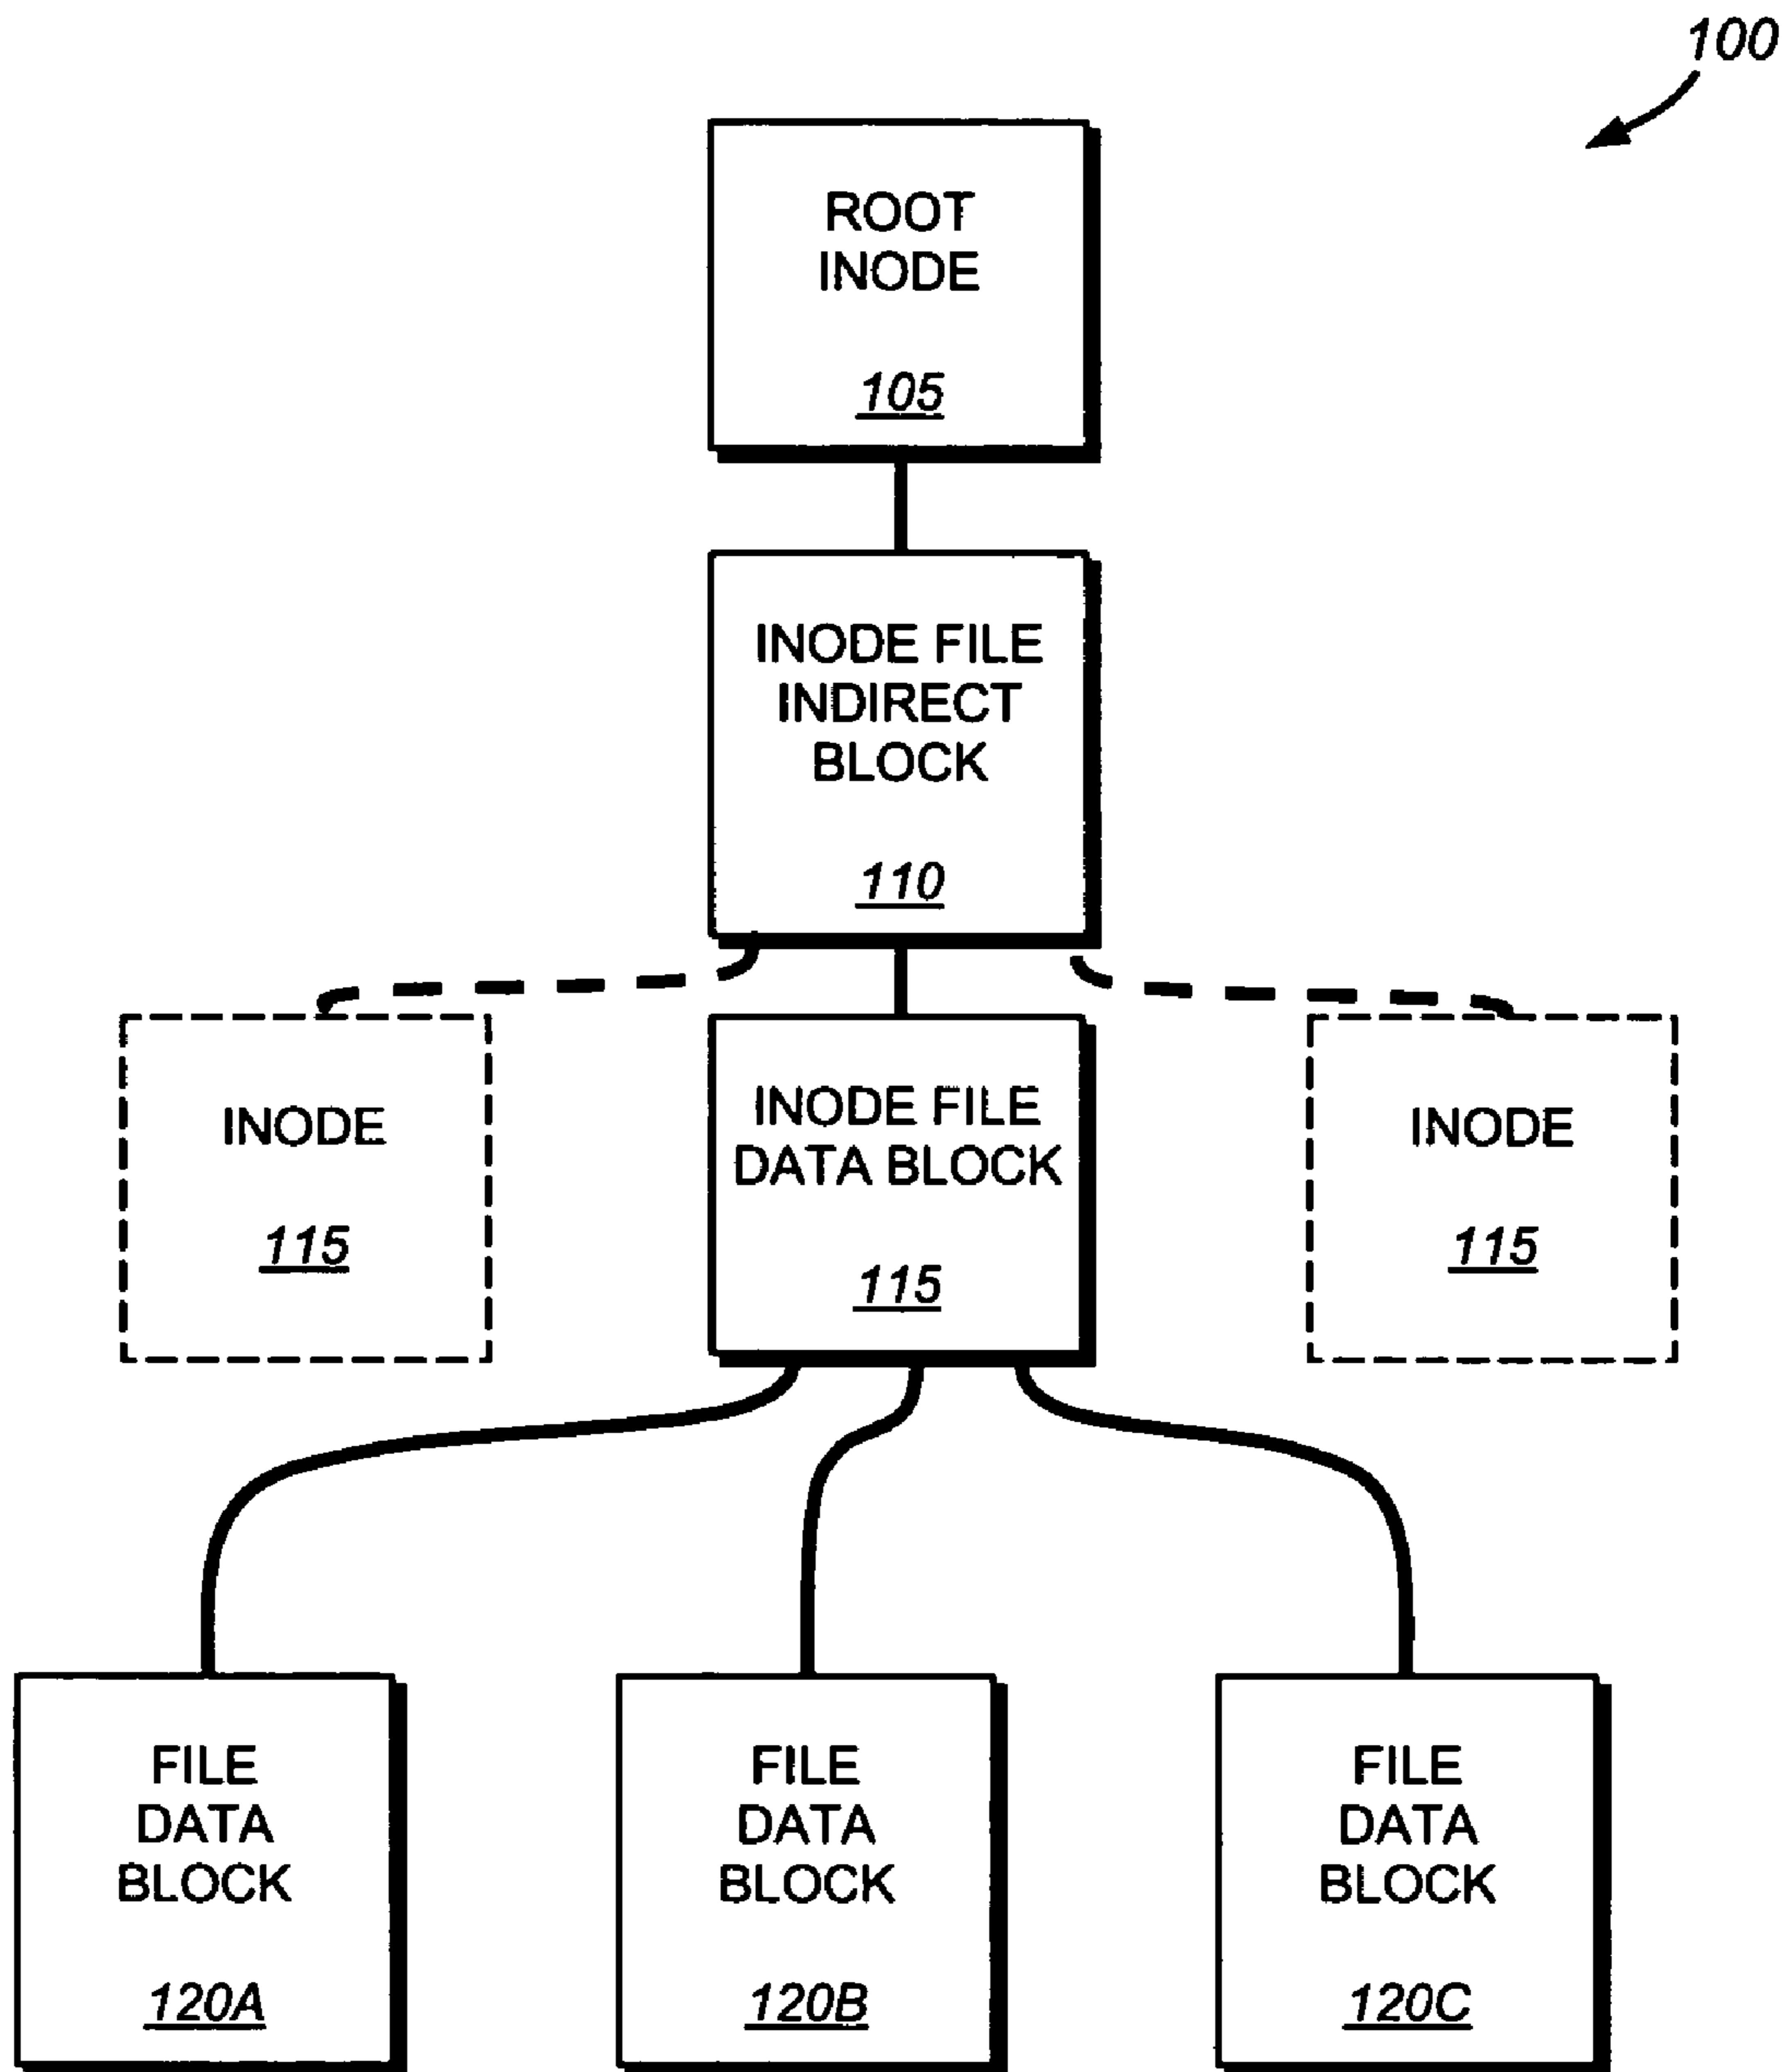 100
ROOT
INODE
105
INODE FILE
INDIRECT
BLOCK
110
INODE
115
INODE FILE
DATA BLOCK
115
INODE
115
FILE
DATA
BLOCK
120A
FILE
DATA
BLOCK
120B
FILE
DATA
BLOCK
120C